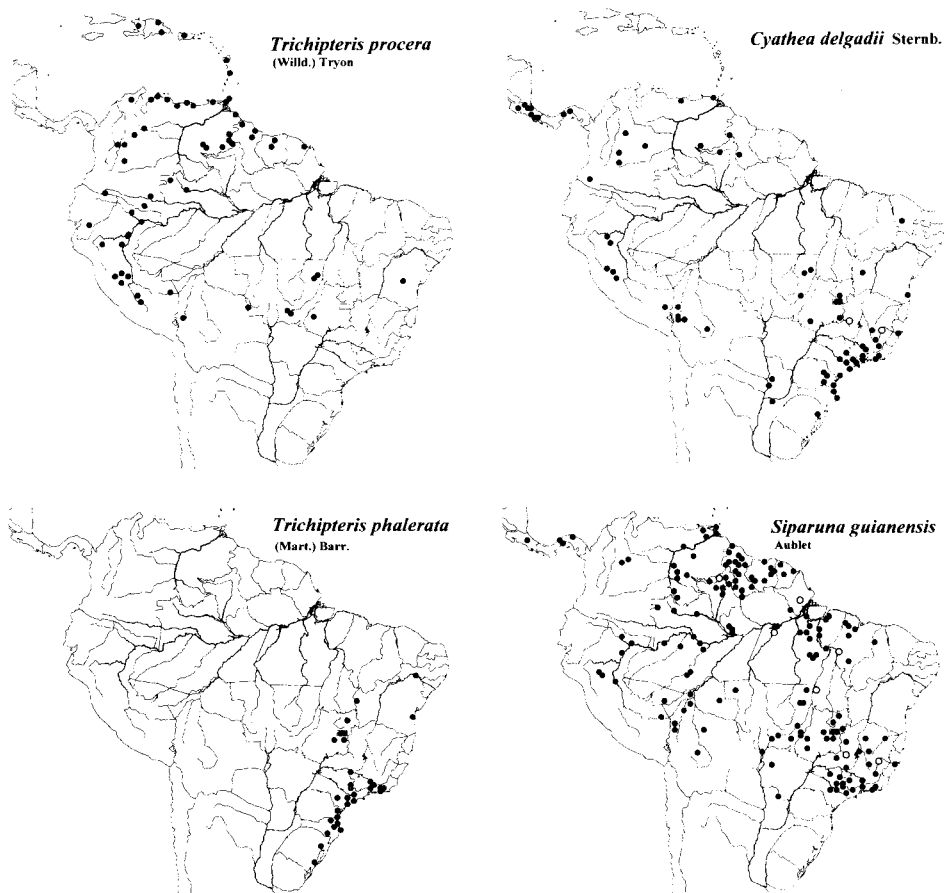 Trichipteris procera
(Willd.) Tryon
Cyathea delgadii Sternb.
Trichipteris phalerata
(Mart.) Barr.
Siparuna guianensis
Aublet